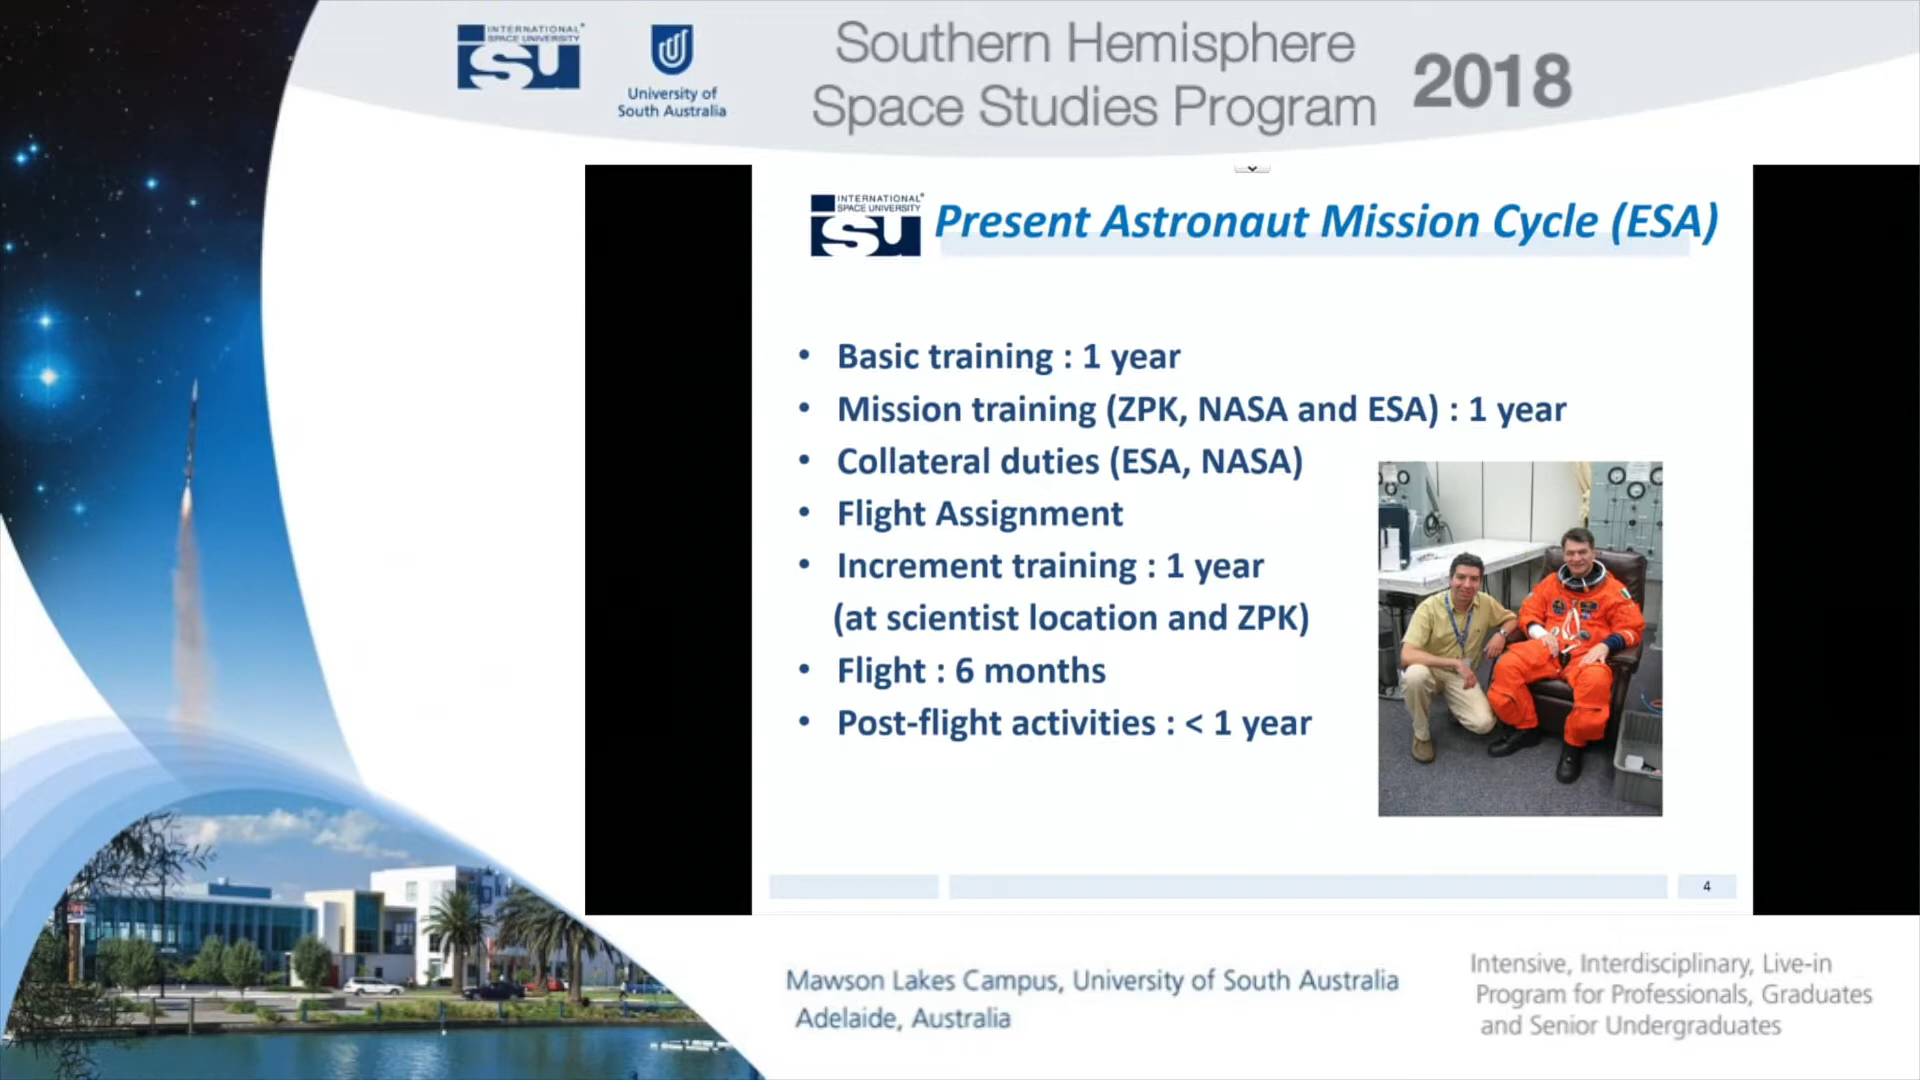 INTERNATIONAL
SPACE UNIVERSITY
iSU
University of
South Australia
Southern Hemisphere
Space Studies Program
2018
INTERNATIONAL
SPACE UNIVERSITY
iSU
Present Astronaut Mission Cycle (ESA)
• Basic training : 1 year
• Mission training (ZPK, NASA and ESA) : 1 year
• Collateral duties (ESA, NASA)
• Flight Assignment
• Increment training : 1 year
(at scientist location and ZPK)
• Flight : 6 months
• Post-flight activities : < 1 year
4
Mawson Lakes Campus, University of South Australia
Adelaide, Australia
Intensive, Interdisciplinary, Live-in
Program for Professionals, Graduates
and Senior Undergraduates